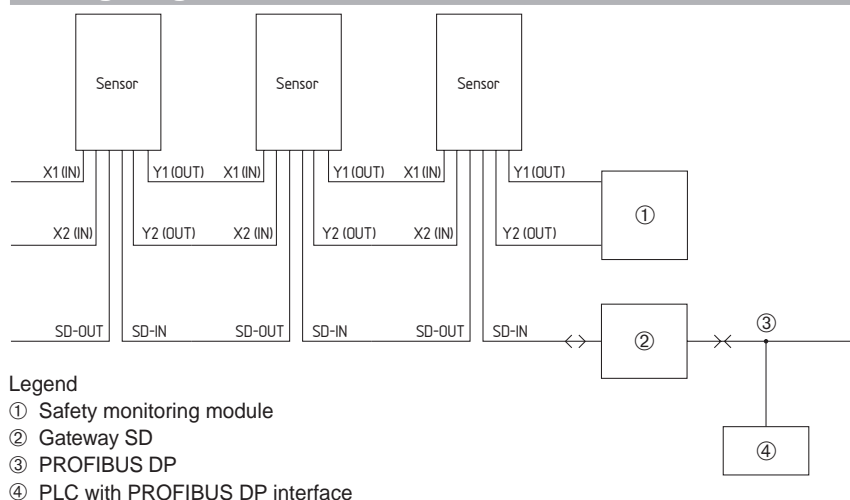 Sensor Sensor Sensor
X1 (IN) Y1 (OUT) X1 (IN) Y1 (OUT) X1 (IN) Y1 (OUT)
①
X2 (IN) Y2 (OUT) X2 (IN) Y2 (OUT) X2 (IN) Y2 (OUT)
③
SD-OUT SD-IN SD-OUT SD-IN SD-OUT SD-IN
②
Legend
① Safety monitoring module
② Gateway SD
③ PROFIBUS DP
④
④ PLC with PROFIBUS DP interface